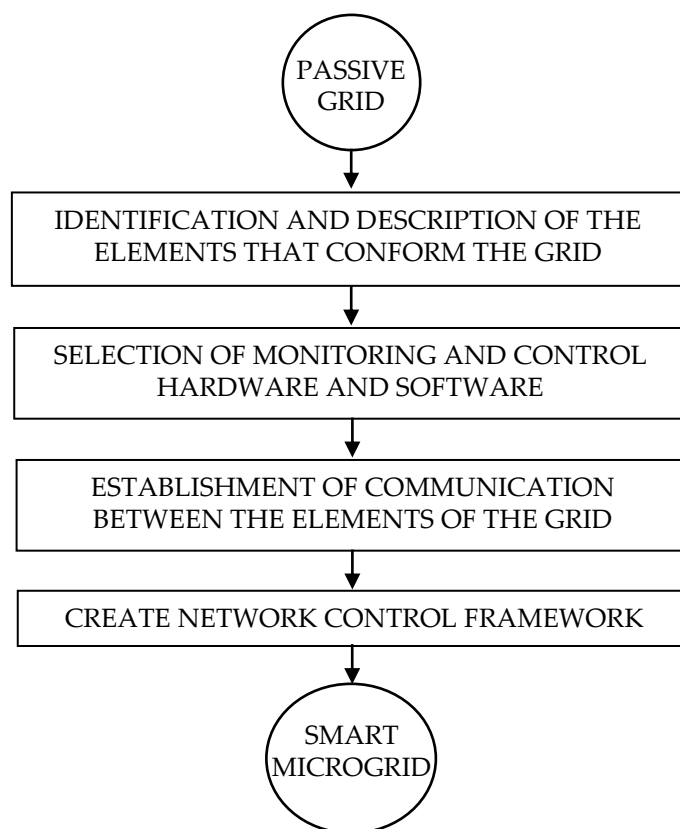 PASSIVE
GRID
IDENTIFICATION AND DESCRIPTION OF THE
ELEMENTS THAT CONFORM THE GRID
SELECTION OF MONITORING AND CONTROL
HARDWARE AND SOFTWARE
ESTABLISHMENT OF COMMUNICATION
BETWEEN THE ELEMENTS OF THE GRID
CREATE NETWORK CONTROL FRAMEWORK
SMART
MICROGRID